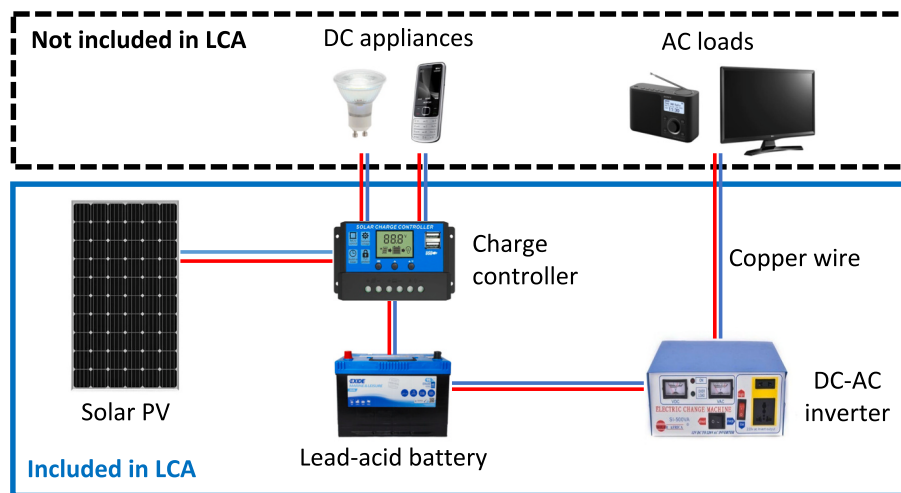 Not included in LCA
DC appliances
AC loads
SOLAR CHARGE CONTROLLER
Charge
controller
Copper wire
EXIDE
ELECTRIC CHANGE MACHINE
DC-AC
inverter
Solar PV
Lead-acid battery
Included in LCA